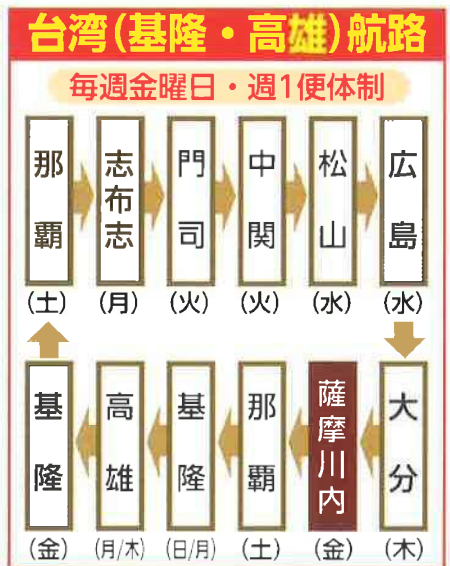 台湾(基隆・高雄)航路
毎週金曜日・週1便体制
那覇
志布志
門司
中関
松山
広島
(土)
(月)
(火)
(火)
(水)
(水)
基隆
高雄
基隆
那覇
薩摩川内
大分
(金)
(月/木)
(日/月)
(土)
(金)
(木)